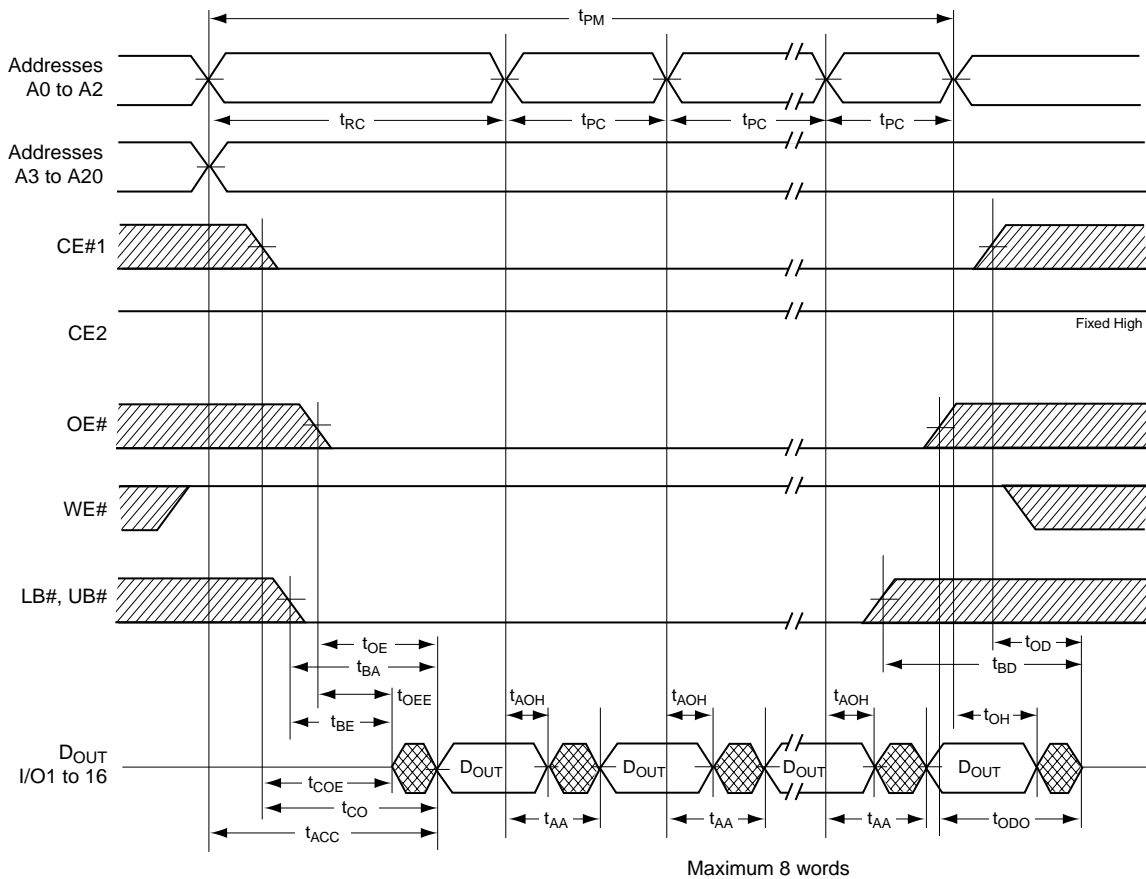 tPM
Addresses
A0 to A2
tRC
tPC
tPC
tPC
Addresses
A3 to A20
CE#1
CE2
Fixed High
OE#
WE#
LB#, UB#
tOE
tOD
tBA
tBD
tOEE
tAOH
tAOH
tAOH
tBE
tOH
DOUT
I/O1 to 16
DOUT
DOUT
DOUT
DOUT
tCOE
tCO
tAA
tAA
tAA
tODO
tACC
Maximum 8 words